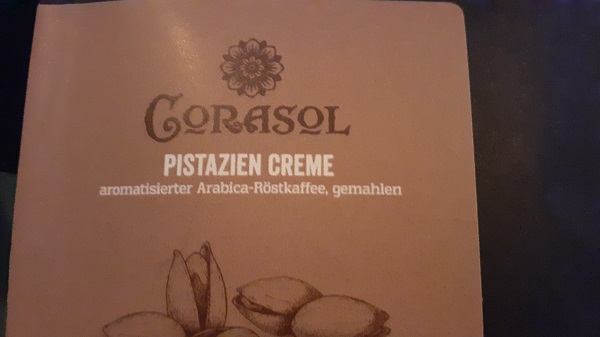 CORASOL
PISTAZIEN CREME
aromatisierter Arabica-Röstkaffee, gemahlen